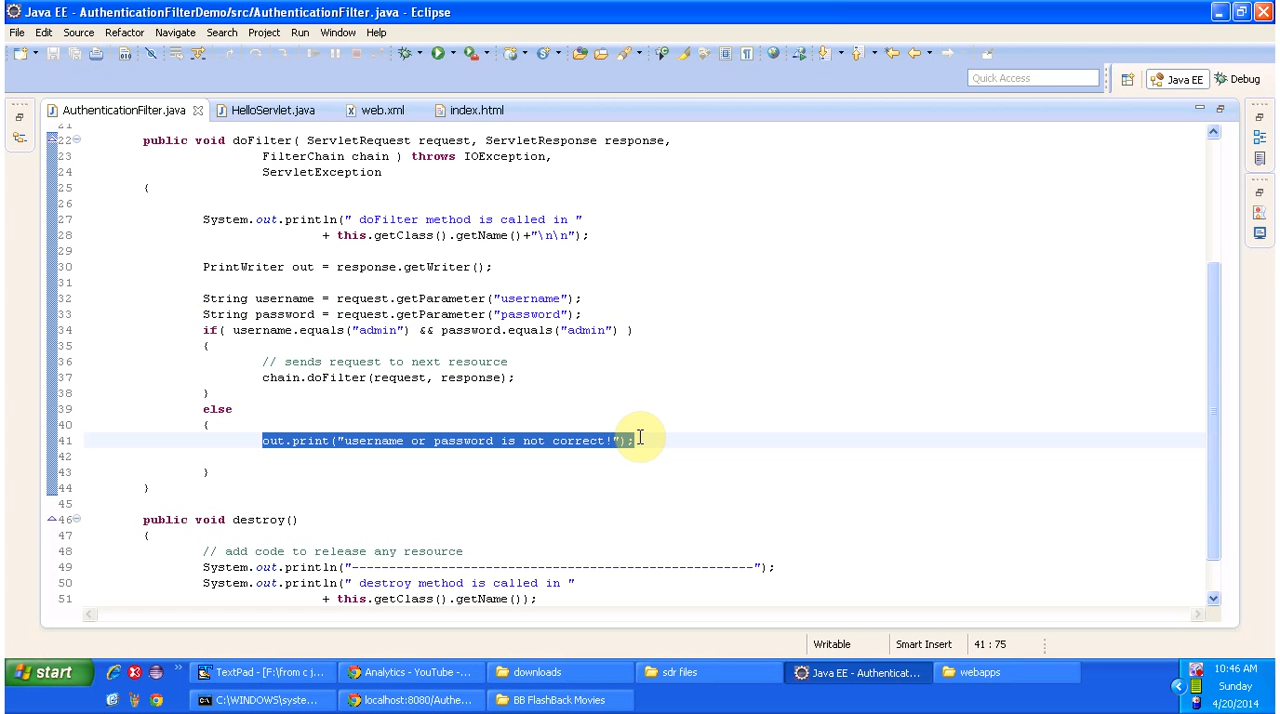 Java EE - AuthenticationFilterDemo/src/AuthenticationFilter.java - Eclipse
File Edit Source Refactor Navigate Search Project Run Window Help
Quick Access
Java EE
Debug
AuthenticationFilter.java
HelloServlet.java
web.xml
index.html
21
22 public void doFilter( ServletRequest request, ServletResponse response,
23 FilterChain chain ) throws IOException,
24 ServletException
25 {
26
27 System.out.println(" doFilter method is called in "
28 + this.getClass().getName()+"\n\n");
29
30 PrintWriter out = response.getWriter();
31
32 String username = request.getParameter("username");
33 String password = request.getParameter("password");
34 if( username.equals("admin") && password.equals("admin") )
35 {
36 // sends request to next resource
37 chain.doFilter(request, response);
38 }
39 else
40 {
41 out.print("username or password is not correct!");
42
43 }
44 }
45
46 public void destroy()
47 {
48 // add code to release any resource
49 System.out.println("------------------------------------------------------");
50 System.out.println(" destroy method is called in "
51 + this.getClass().getName());
Writable Smart Insert 41 : 75
start
TextPad - [F:\from c j...
Analytics - YouTube -...
downloads
sdr files
Java EE - Authenticat...
webapps
10:46 AM
C:\WINDOWS\syste...
localhost:8080/Authe...
BB FlashBack Movies
Sunday
4/20/2014